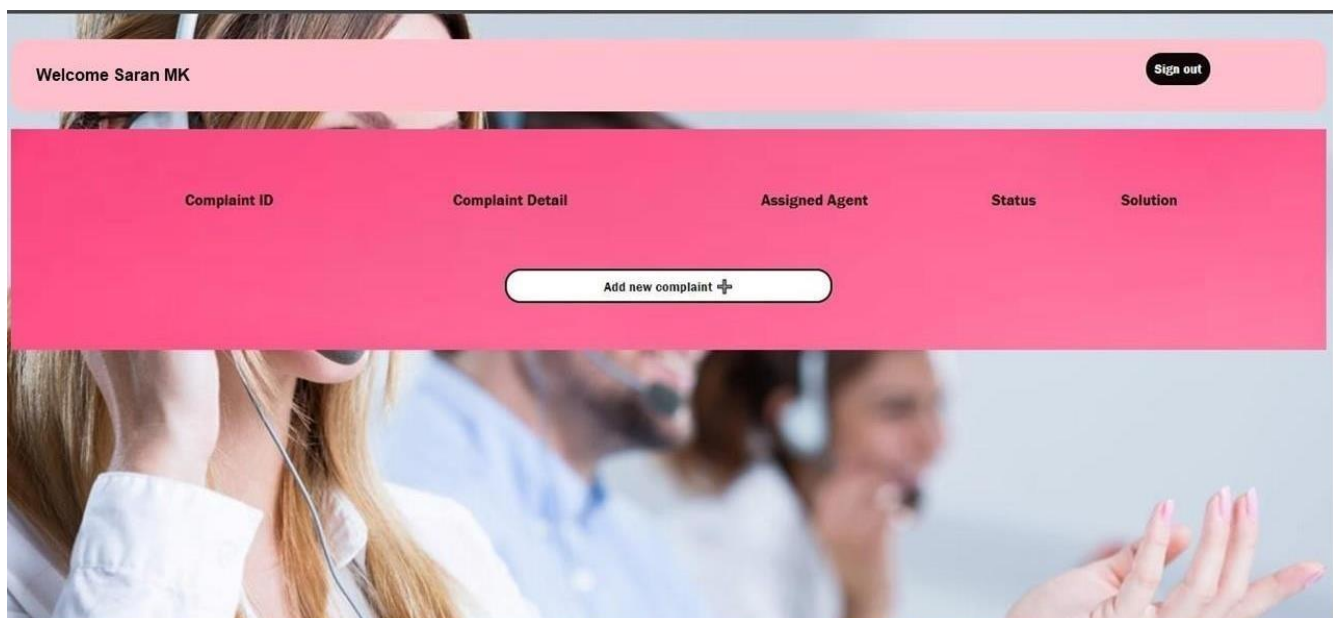 Welcome Saran MK
Sign out
Complaint ID Complaint Detail Assigned Agent Status Solution
Add new complaint